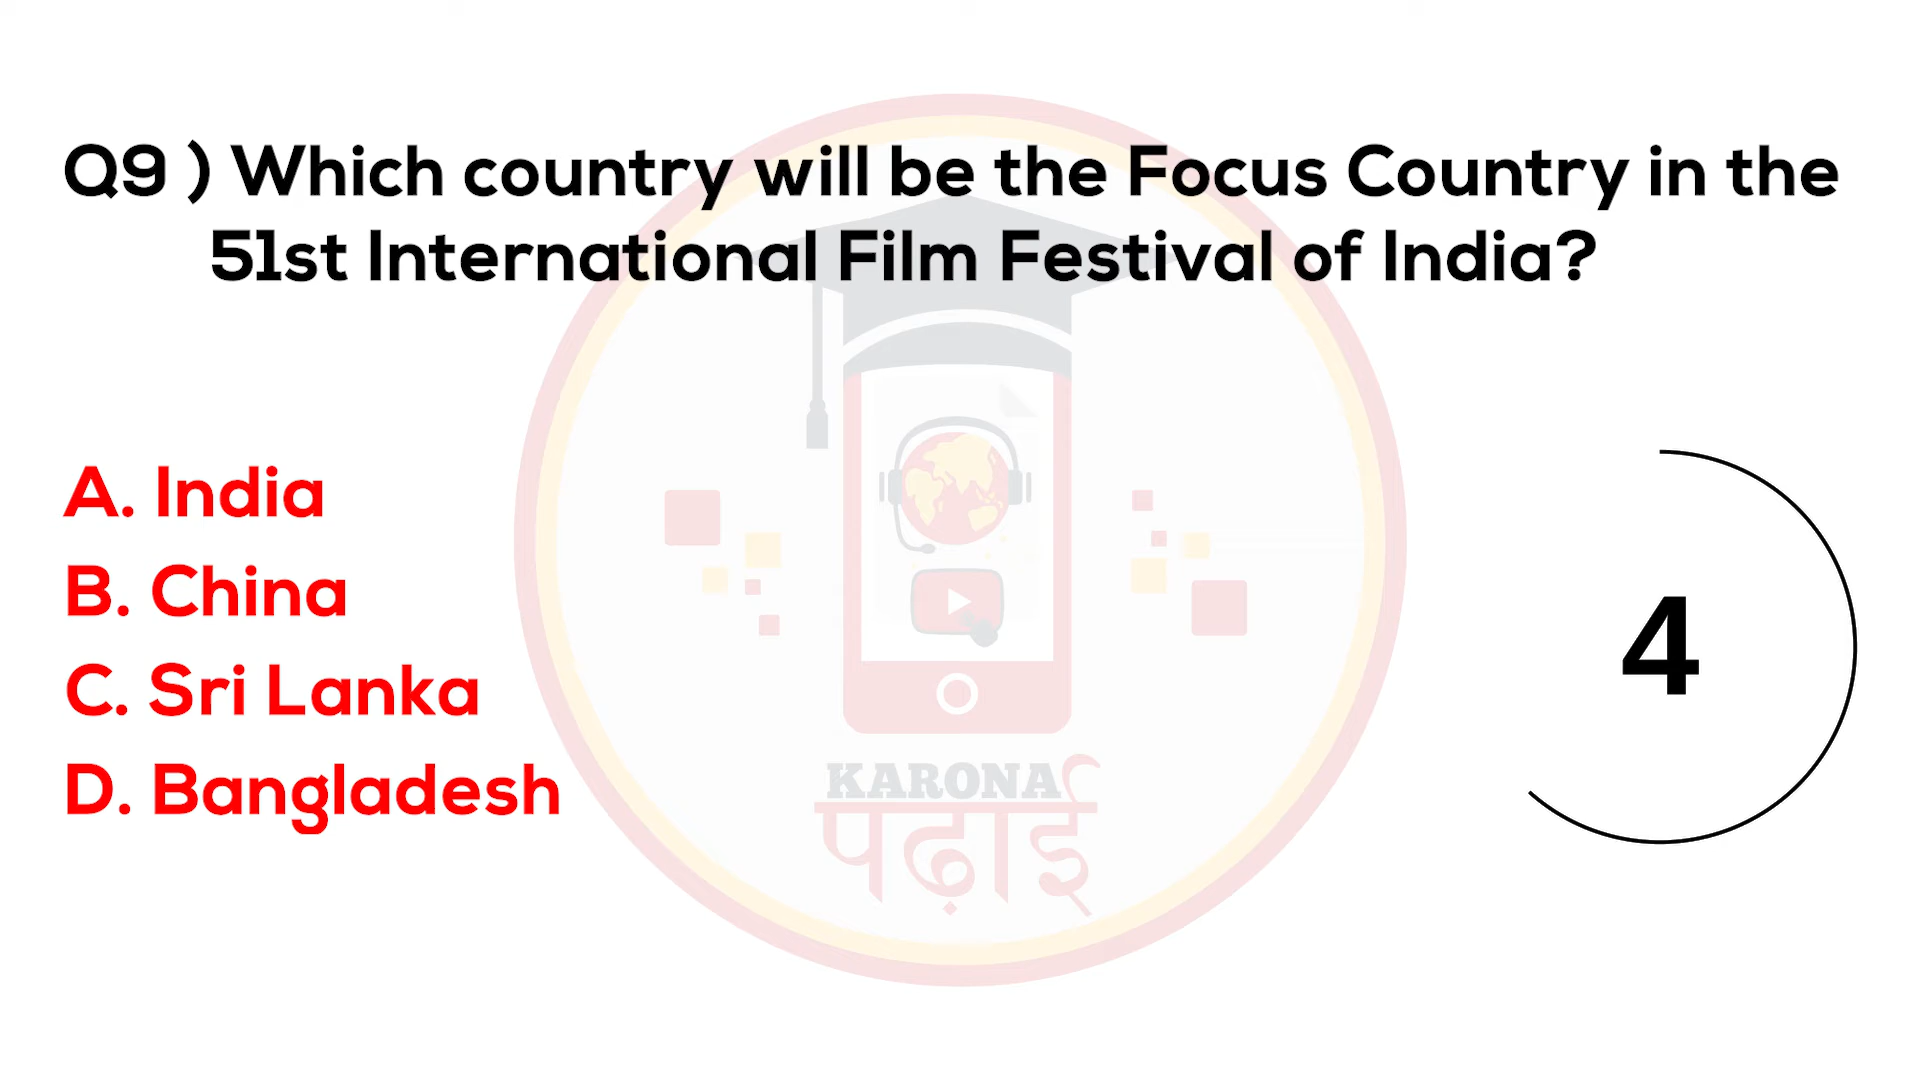 Q9 ) Which country will be the Focus Country in the
51st International Film Festival of India?
A. India
B. China
C. Sri Lanka
D. Bangladesh
4
KARONA
पढ़ाई